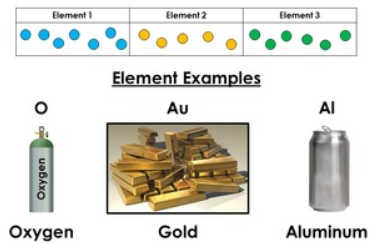 Element 1 Element 2 Element 3
Element Examples
O Au Al
Oxygen
Oxygen Gold Aluminum